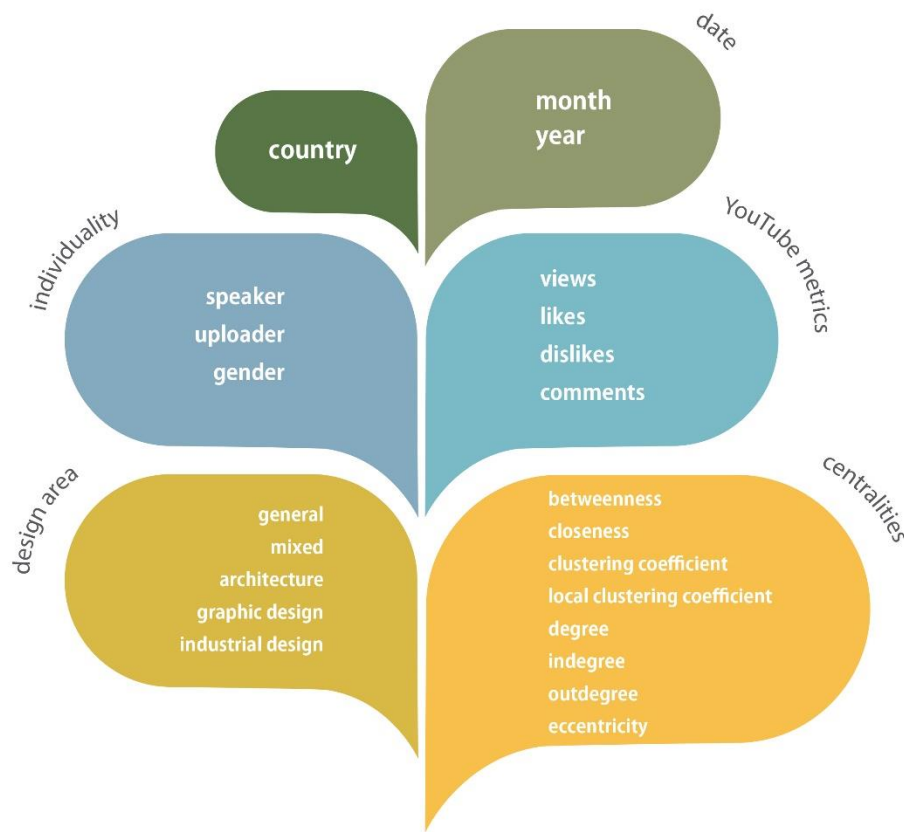 date
month
year
country
individuality
speaker
uploader
gender
YouTube metrics
views
likes
dislikes
comments
design area
general
mixed
architecture
graphic design
industrial design
centralities
betweenness
closeness
clustering coefficient
local clustering coefficient
degree
indegree
outdegree
eccentricity